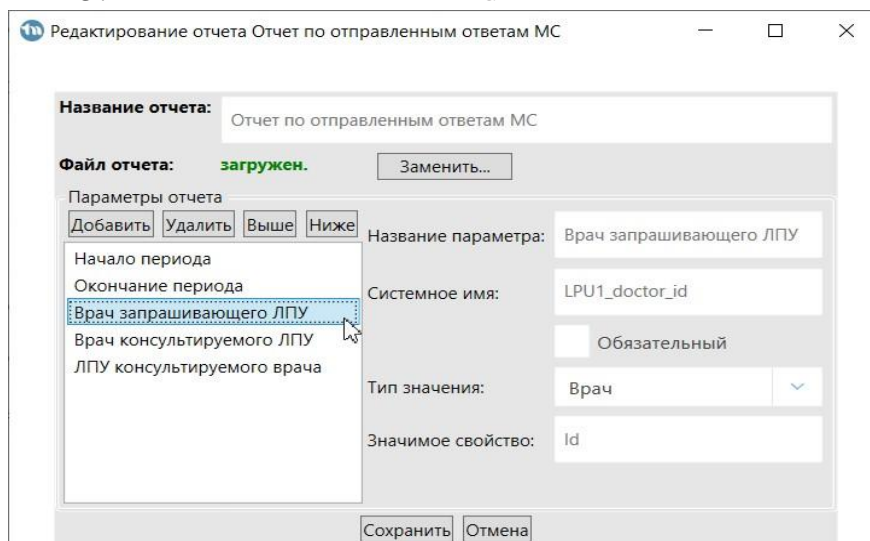 Редактирование отчета Отчет по отправленным ответам МС
Название отчета:
Отчет по отправленным ответам МС
Файл отчета: загружен. Заменить...
Параметры отчета
Добавить Удалить Выше Ниже
Начало периода
Окончание периода
Врач запрашивающего ЛПУ
Врач консультируемого ЛПУ
ЛПУ консультируемого врача
Название параметра: Врач запрашивающего ЛПУ
Системное имя: LPU1_doctor_id
Обязательный
Тип значения: Врач
Значимое свойство: Id
Сохранить Отмена